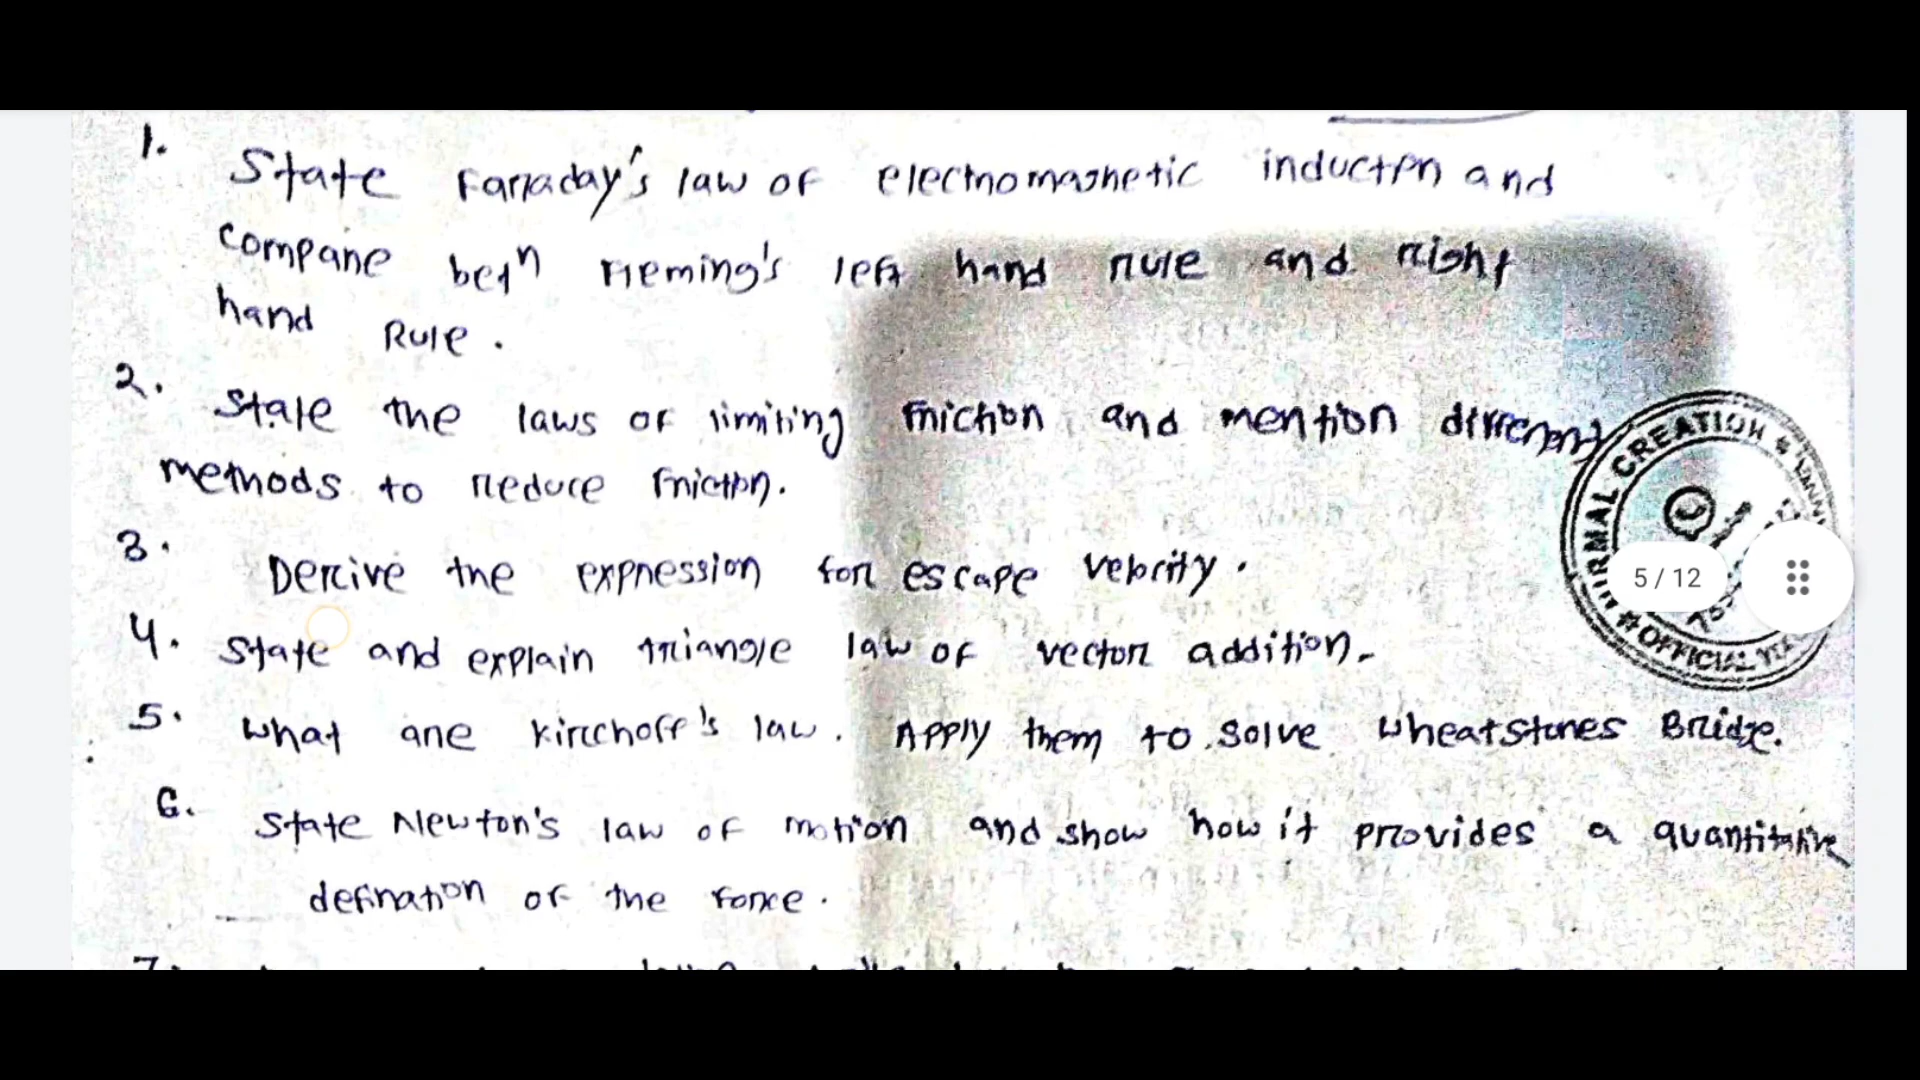 1. State Faraday's law of electromagnetic induction and
compare betn Fleming's left hand rule and right
hand Rule.
2. State the laws of limiting friction and mention different
methods to reduce friction.
3. Derive the expression for escape velocity.
4. State and explain triangle law of vector addition.
5. What are kirchoff's law. Apply them to solve wheatstones Bridge.
6. State Newton's law of motion and show how it provides a quantitative
defination of the force.
7.
IRMAL CREATION &
# OFFICIAL
5 / 12